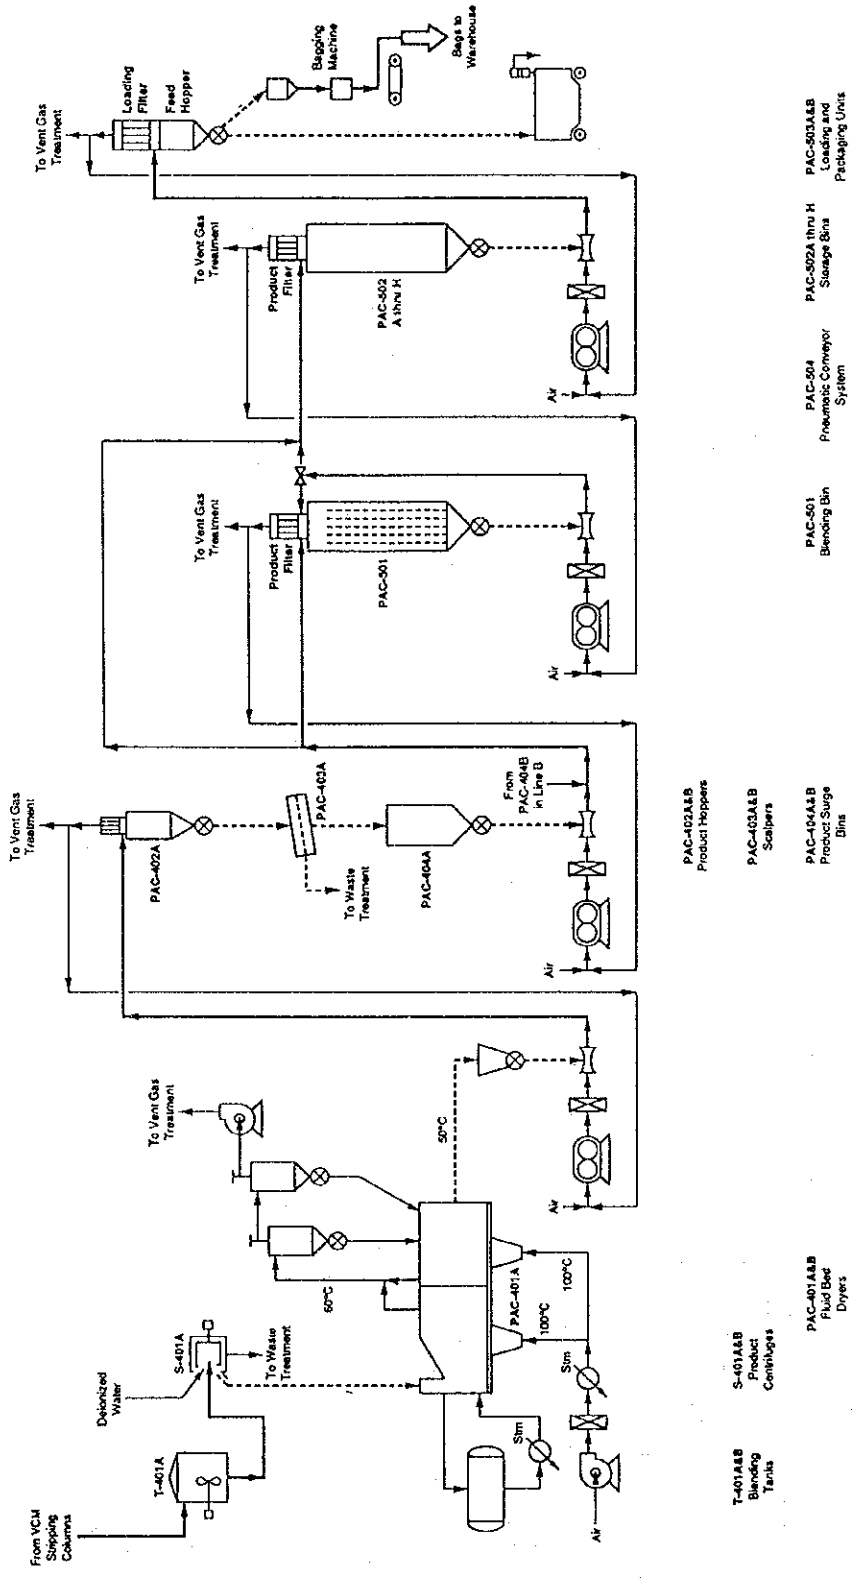 From VCM
Stripping
Columns
T-401A
Deionized
Water
S-401A
To Waste
Treatment
To Vent Gas
Treatment
60°C
50°C
PAC-401A
100°C
100°C
Stm
Stm
Air
Air
To Vent Gas
Treatment
PAC-402A
PAC-403A
To Waste
Treatment
PAC-404A
From
PAC-404B
in Line B
Air
To Vent Gas
Treatment
Product
Filter
PAC-501
Air
To Vent Gas
Treatment
Product
Filter
PAC-502
A thru H
Air
To Vent Gas
Treatment
Loading
Filter
Feed
Hopper
Bagging
Machine
Bags to
Warehouse
T-401A&B
Blending
Tanks
S-401A&B
Product
Centrifuges
PAC-401A&B
Fluid Bed
Dryers
PAC-402A&B
Product Hoppers
PAC-403A&B
Scalpers
PAC-404A&B
Product Surge
Bins
PAC-501
Blending Bin
PAC-504
Pneumatic Conveyor
System
PAC-502A thru H
Storage Bins
PAC-503A&B
Loading and
Packaging Units